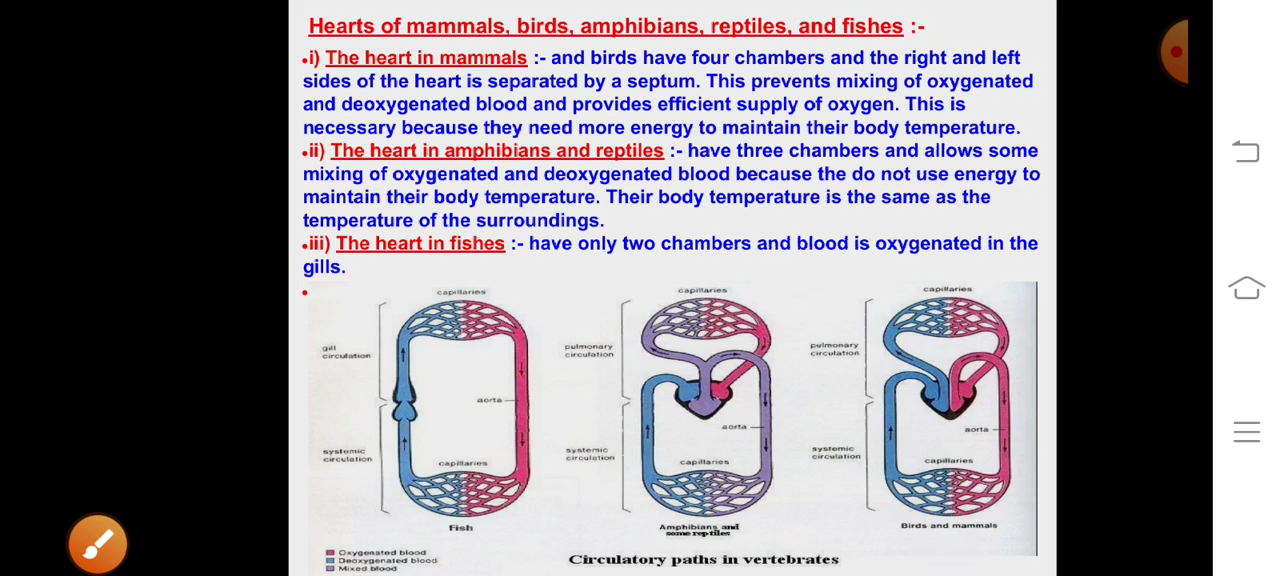 Hearts of mammals, birds, amphibians, reptiles, and fishes :-
•i) The heart in mammals :- and birds have four chambers and the right and left
sides of the heart is separated by a septum. This prevents mixing of oxygenated
and deoxygenated blood and provides efficient supply of oxygen. This is
necessary because they need more energy to maintain their body temperature.
•ii) The heart in amphibians and reptiles :- have three chambers and allows some
mixing of oxygenated and deoxygenated blood because the do not use energy to
maintain their body temperature. Their body temperature is the same as the
temperature of the surroundings.
•iii) The heart in fishes :- have only two chambers and blood is oxygenated in the
gills.
•
capillaries
gill
circulation
aorta
systemic
circulation
capillaries
Fish
capillaries
pulmonary
circulation
aorta
systemic
circulation
capillaries
Amphibians and
some reptiles
capillaries
pulmonary
circulation
aorta
systemic
circulation
capillaries
Birds and mammals
Oxygenated blood
Deoxygenated blood
Mixed blood
Circulatory paths in vertebrates